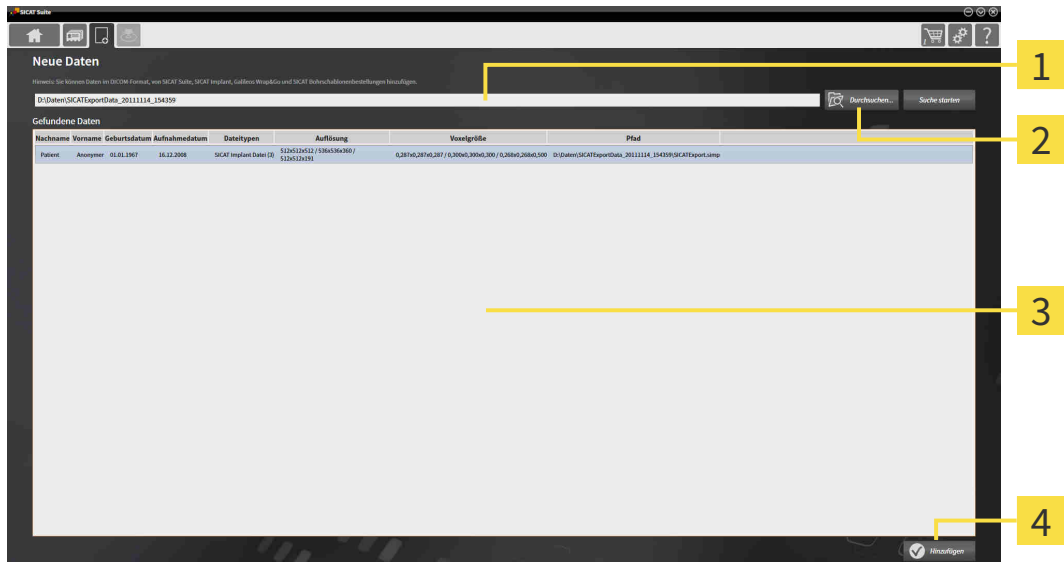 SICAT Suite
Neue Daten
Hinweis: Sie können Daten im DICOM-Format, von SICAT Suite, SICAT Implant, Galileos Wrap&Go und SICAT Bohrschablonenbestellungen hinzufügen.
D:\Daten\SICATExportData_20111114_154359
Durchsuchen...
Suche starten
Gefundene Daten
Nachname Vorname Geburtsdatum Aufnahmedatum Dateitypen Auflösung Voxelgröße Pfad
Patient Anonymer 01.01.1967 16.12.2008 SICAT Implant Datei (3) 512x512x512 / 536x536x360 / 0,287x0,287x0,287 / 0,300x0,300x0,300 / 0,268x0,268x0,500 D:\Daten\SICATExportData_20111114_154359\SICATExport.simp
512x512x191
Hinzufügen
?
1
2
3
4